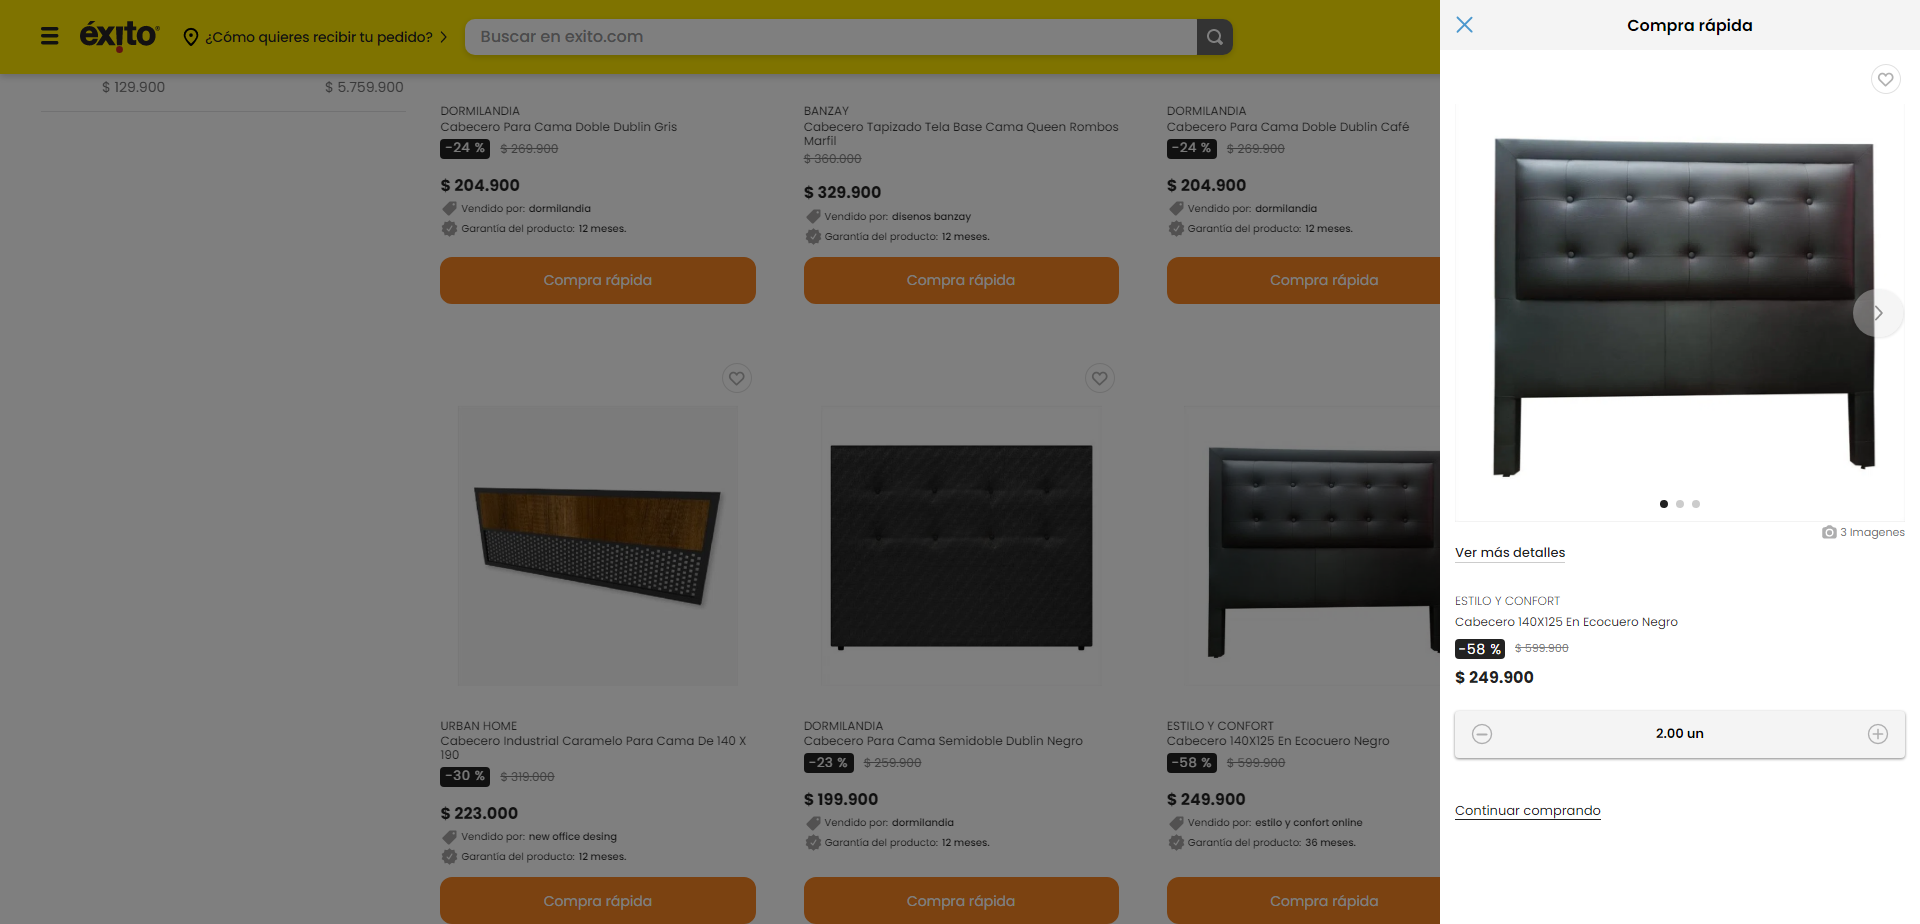 éxito
¿Cómo quieres recibir tu pedido?
Buscar en exito.com
$ 129.900
$ 5.759.900
DORMILANDIA
Cabecero Para Cama Doble Dublin Gris
-24 %
$ 269.900
$ 204.900
Vendido por: dormilandia
Garantía del producto: 12 meses.
Compra rápida
BANZAY
Cabecero Tapizado Tela Base Cama Queen Rombos
Marfil
$ 360.000
$ 329.900
Vendido por: disenos banzay
Garantía del producto: 12 meses.
Compra rápida
DORMILANDIA
Cabecero Para Cama Doble Dublin Café
-24 %
$ 269.900
$ 204.900
Vendido por: dormilandia
Garantía del producto: 12 meses.
Compra rápida
URBAN HOME
Cabecero Industrial Caramelo Para Cama De 140 X
190
-30 %
$ 319.000
$ 223.000
Vendido por: new office desing
Garantía del producto: 12 meses.
Compra rápida
DORMILANDIA
Cabecero Para Cama Semidoble Dublin Negro
-23 %
$ 259.900
$ 199.900
Vendido por: dormilandia
Garantía del producto: 12 meses.
Compra rápida
ESTILO Y CONFORT
Cabecero 140X125 En Ecocuero Negro
-58 %
$ 599.900
$ 249.900
Vendido por: estilo y confort online
Garantía del producto: 36 meses.
Compra rápida
Compra rápida
3 Imagenes
Ver más detalles
ESTILO Y CONFORT
Cabecero 140X125 En Ecocuero Negro
-58 %
$ 599.900
$ 249.900
2.00 un
Continuar comprando